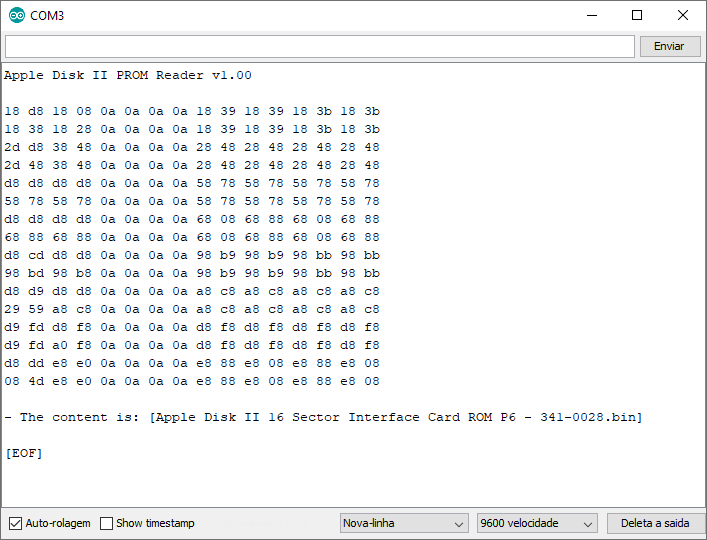 COM3
Enviar
Apple Disk II PROM Reader v1.00
18 d8 18 08 0a 0a 0a 0a 18 39 18 39 18 3b 18 3b
18 38 18 28 0a 0a 0a 0a 18 39 18 39 18 3b 18 3b
2d d8 38 48 0a 0a 0a 0a 28 48 28 48 28 48 28 48
2d 48 38 48 0a 0a 0a 0a 28 48 28 48 28 48 28 48
d8 d8 d8 d8 0a 0a 0a 0a 58 78 58 78 58 78 58 78
58 78 58 78 0a 0a 0a 0a 58 78 58 78 58 78 58 78
d8 d8 d8 d8 0a 0a 0a 0a 68 08 68 88 68 08 68 88
68 88 68 88 0a 0a 0a 0a 68 08 68 88 68 08 68 88
d8 cd d8 d8 0a 0a 0a 0a 98 b9 98 b9 98 bb 98 bb
98 bd 98 b8 0a 0a 0a 0a 98 b9 98 b9 98 bb 98 bb
d8 d9 d8 d8 0a 0a 0a 0a a8 c8 a8 c8 a8 c8 a8 c8
29 59 a8 c8 0a 0a 0a 0a a8 c8 a8 c8 a8 c8 a8 c8
d9 fd d8 f8 0a 0a 0a 0a d8 f8 d8 f8 d8 f8 d8 f8
d9 fd a0 f8 0a 0a 0a 0a d8 f8 d8 f8 d8 f8 d8 f8
d8 dd e8 e0 0a 0a 0a 0a e8 88 e8 08 e8 88 e8 08
08 4d e8 e0 0a 0a 0a 0a e8 88 e8 08 e8 88 e8 08
- The content is: [Apple Disk II 16 Sector Interface Card ROM P6 - 341-0028.bin]
[EOF]
Auto-rolagem Show timestamp Nova-linha 9600 velocidade Deleta a saida